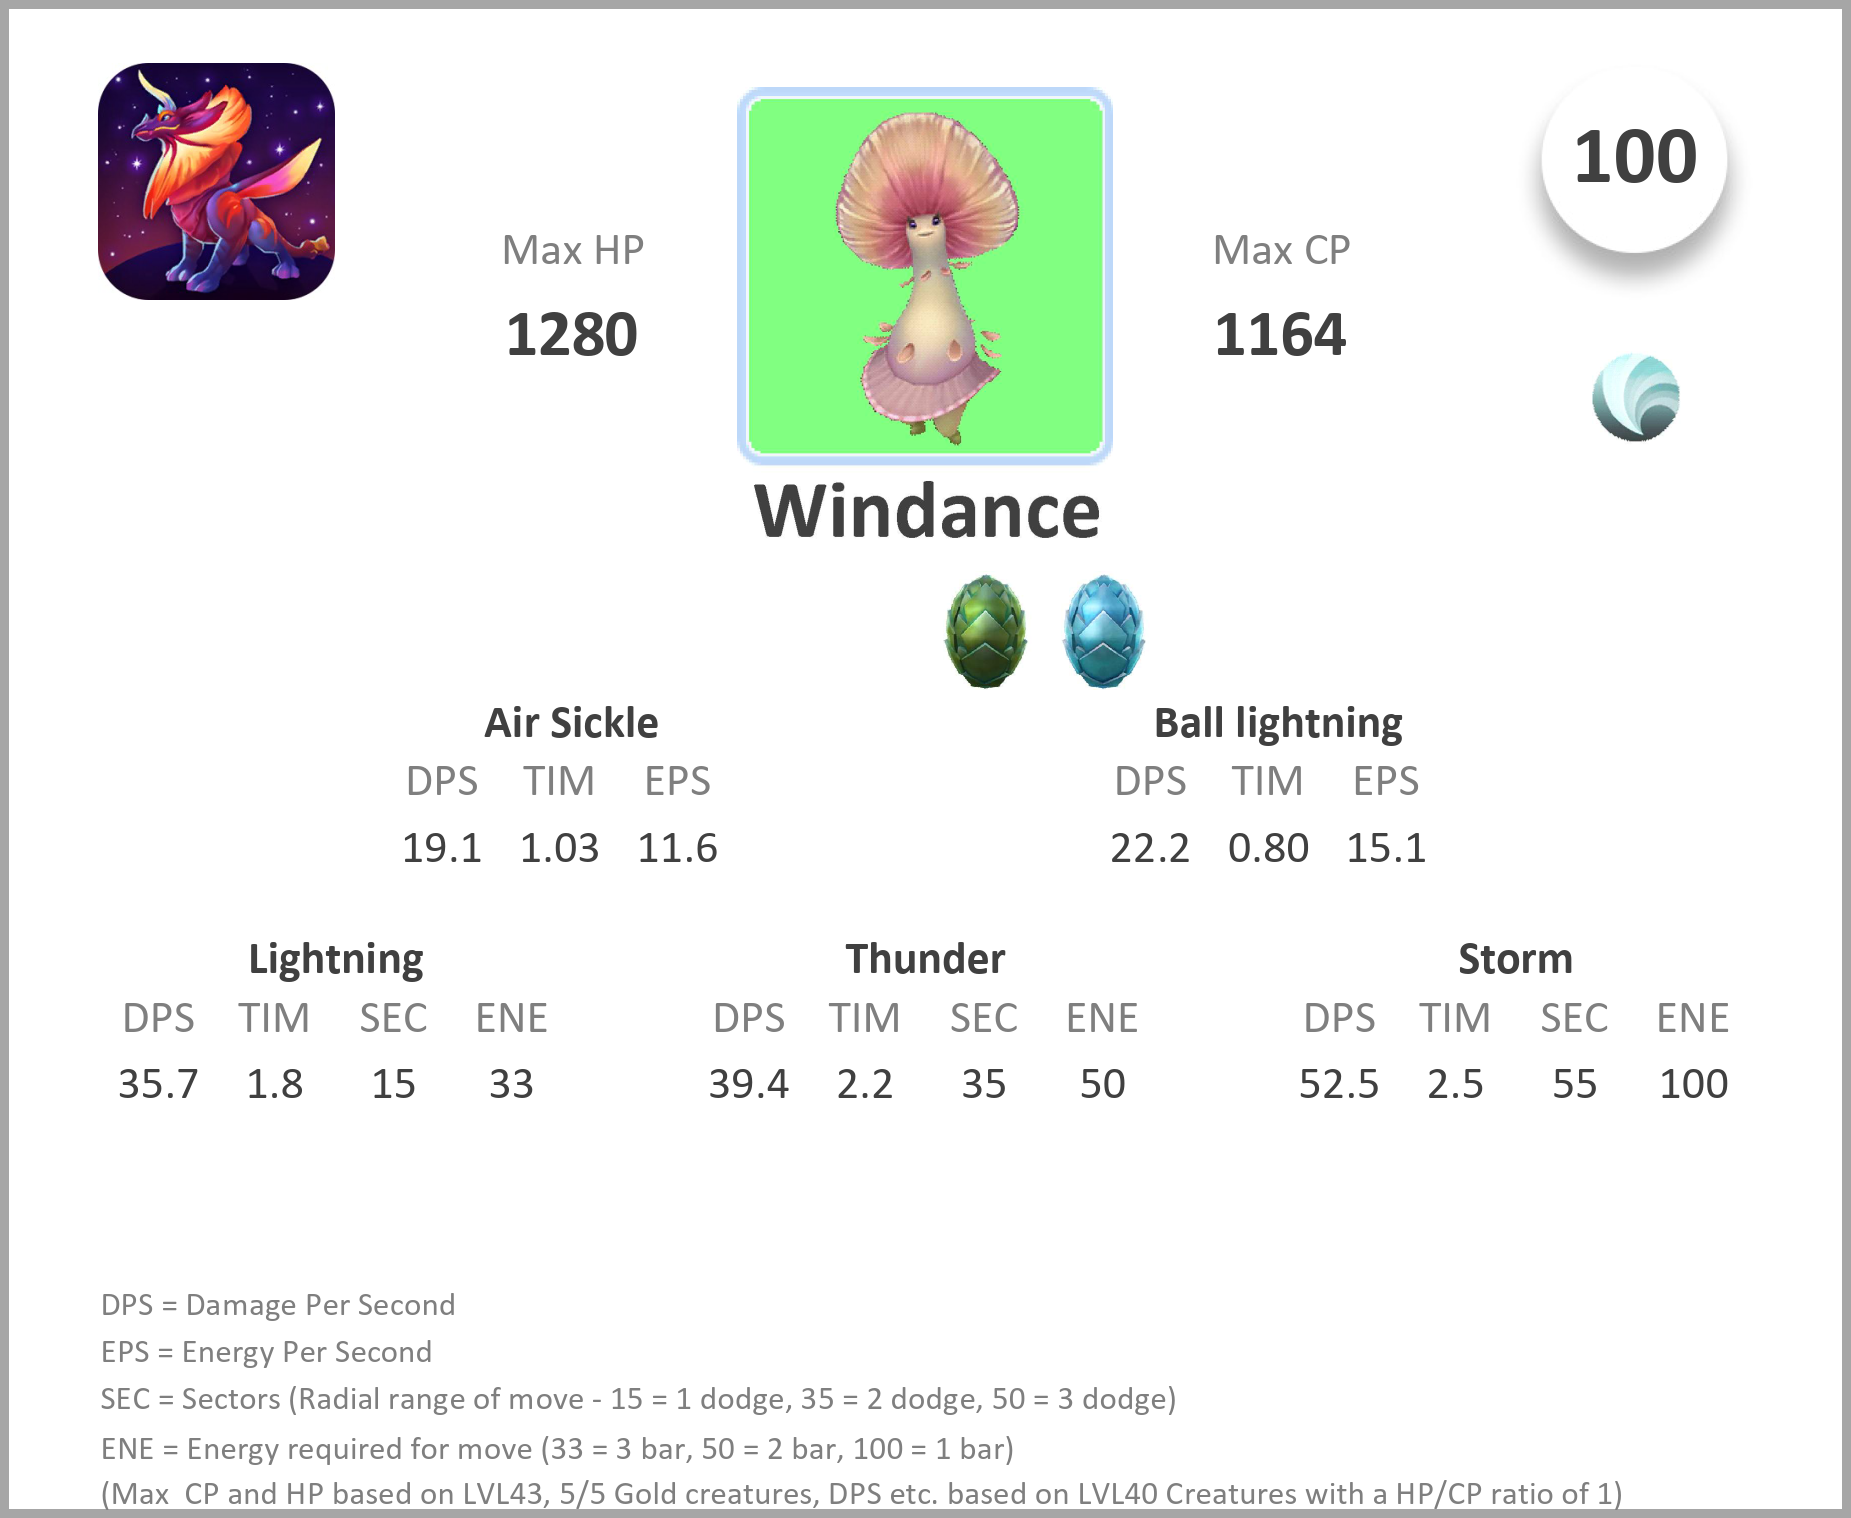 100
Max HP
Max CP
1280
1164
Windance
Air Sickle
Ball lightning
DPS TIM EPS
DPS TIM EPS
19.1 1.03 11.6
22.2 0.80 15.1
Lightning
Thunder
Storm
DPS TIM SEC ENE
DPS TIM SEC ENE
DPS TIM SEC ENE
35.7 1.8 15 33
39.4 2.2 35 50
52.5 2.5 55 100
DPS = Damage Per Second
EPS = Energy Per Second
SEC = Sectors (Radial range of move - 15 = 1 dodge, 35 = 2 dodge, 50 = 3 dodge)
ENE = Energy required for move (33 = 3 bar, 50 = 2 bar, 100 = 1 bar)
(Max  CP and HP based on LVL43, 5/5 Gold creatures, DPS etc. based on LVL40 Creatures with a HP/CP ratio of 1)